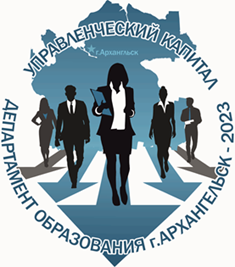 УПРАВЛЕНЧЕСКИЙ КАПИТАЛ
г.Архангельск
ДЕПАРТАМЕНТ ОБРАЗОВАНИЯ г.АРХАНГЕЛЬСК - 2023